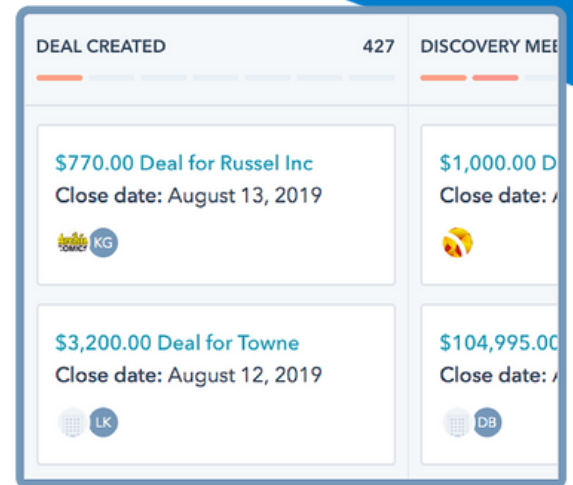 DEAL CREATED 427
$770.00 Deal for Russel Inc
Close date: August 13, 2019
KG
$3,200.00 Deal for Towne
Close date: August 12, 2019
LK
DISCOVERY MEE
$1,000.00 D
Close date:
$104,995.00
Close date:
DB